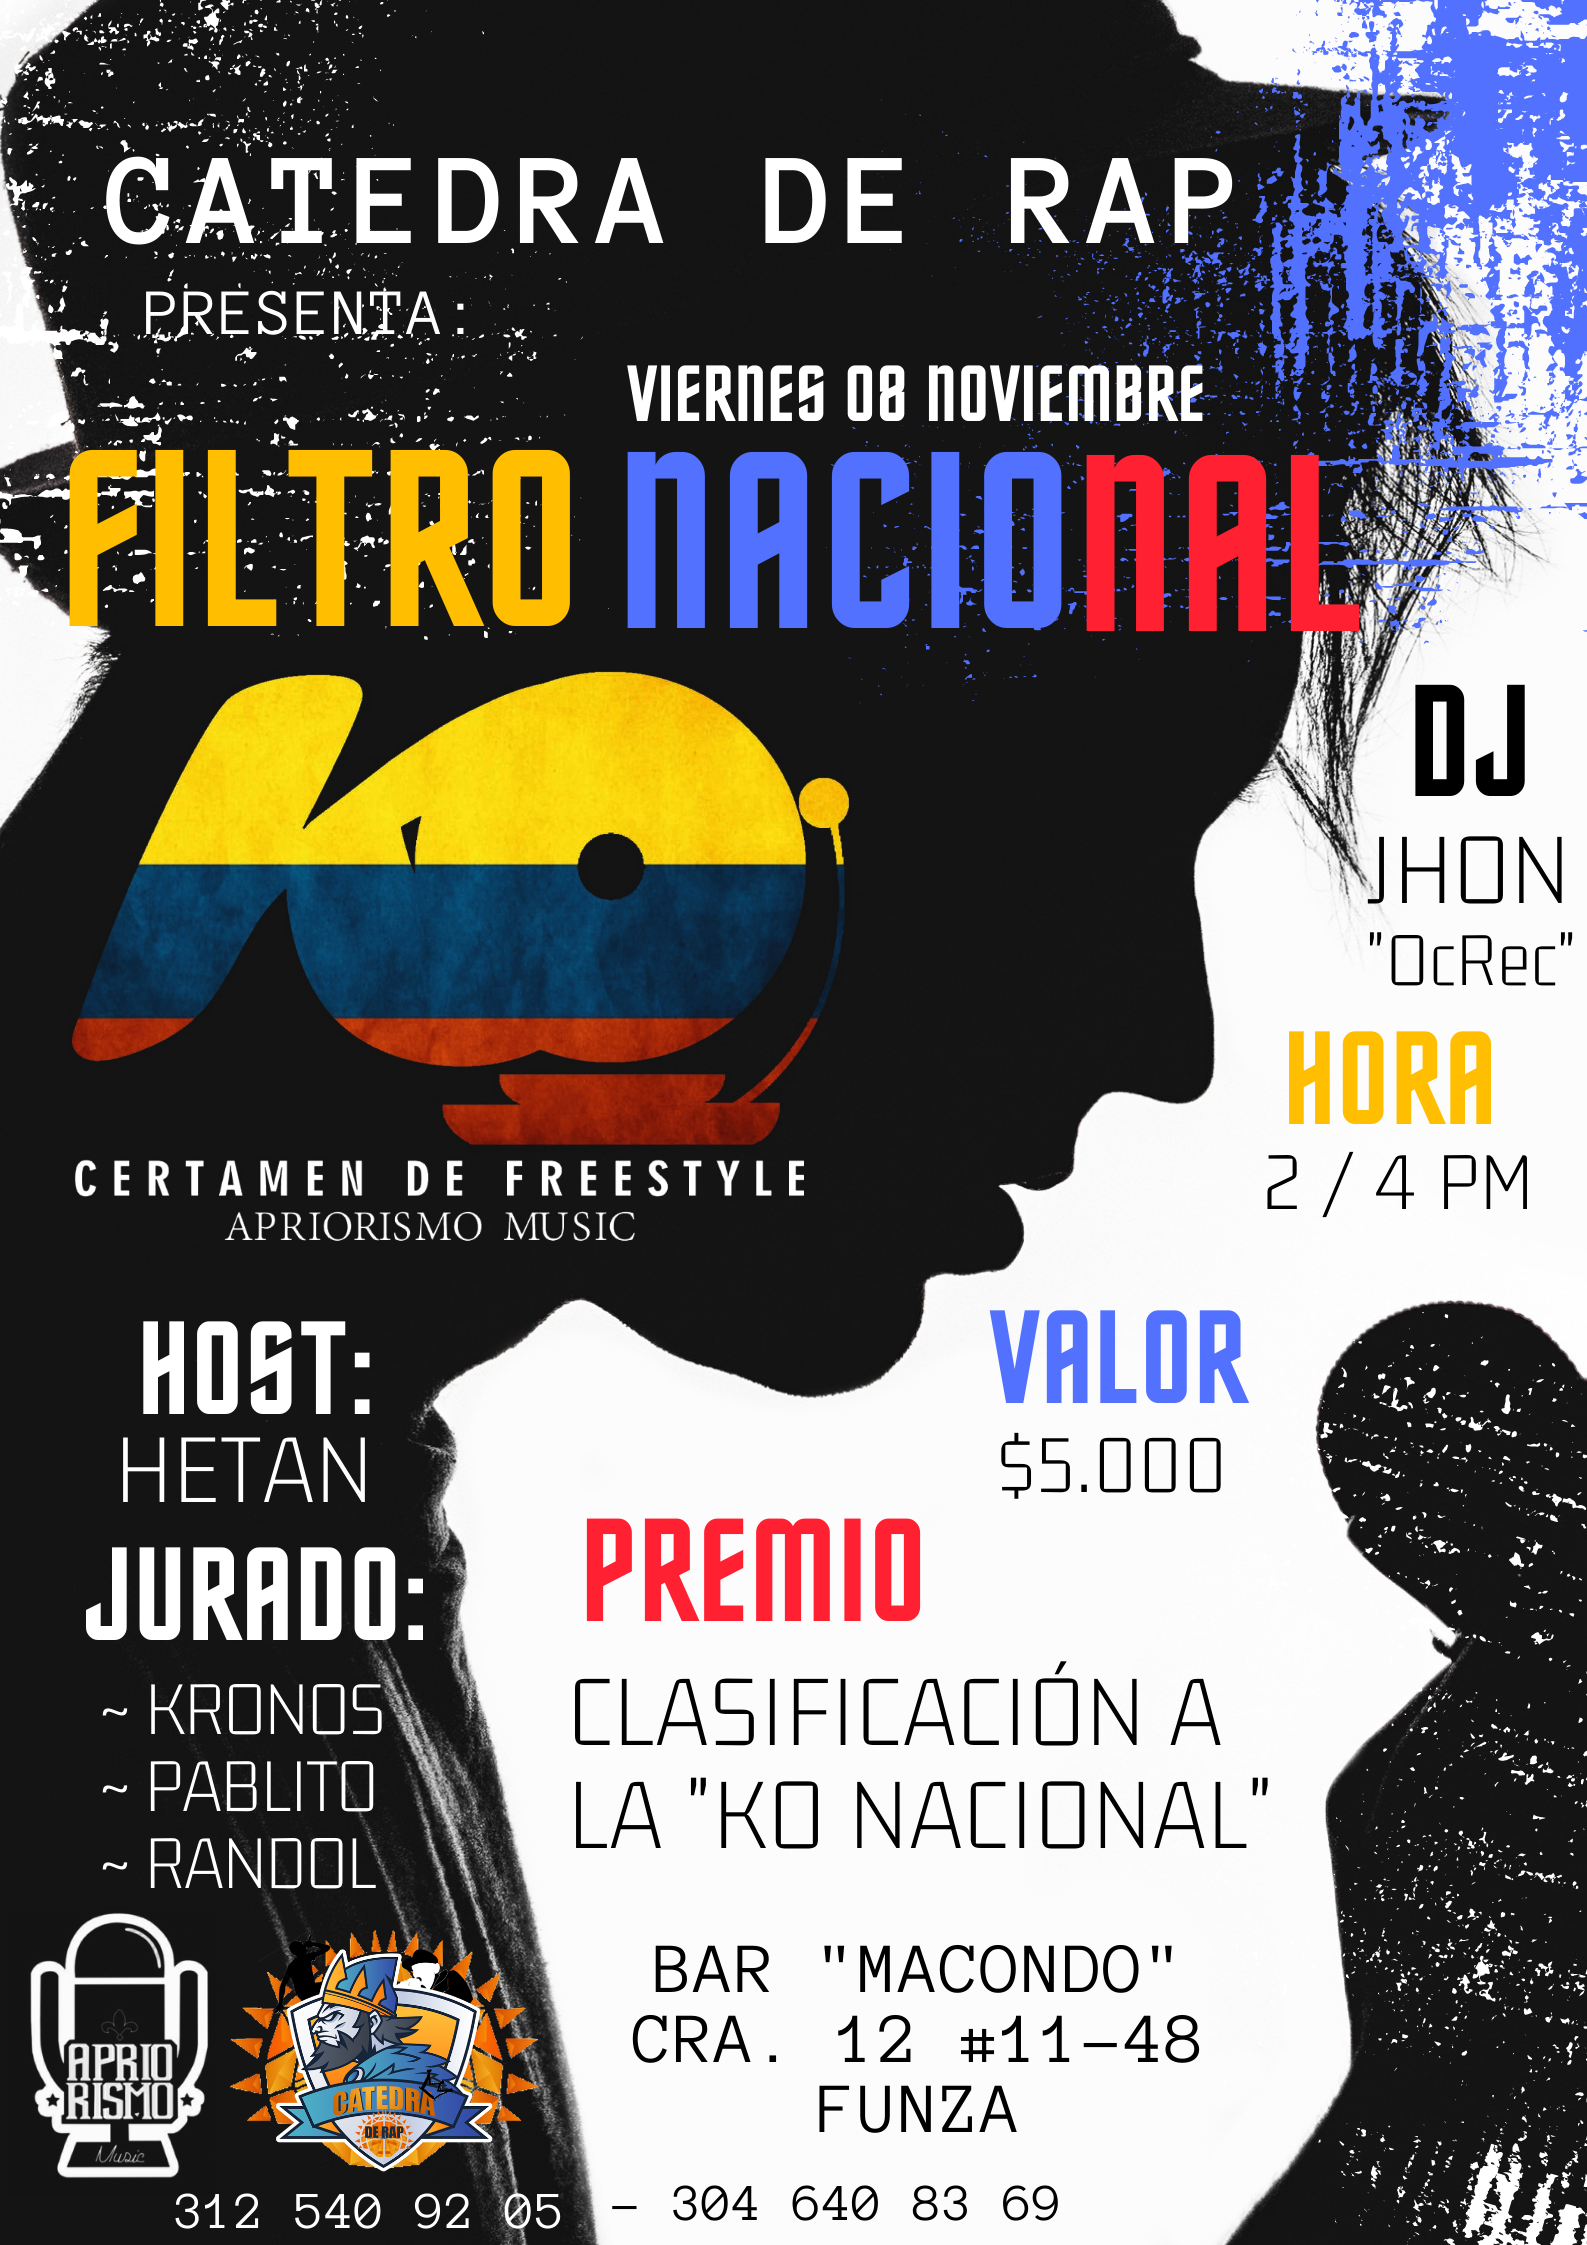 CATEDRA DE RAP
PRESENTA:
VIERNES 08 NOVIEMBRE
FILTRO NACIONAL
KO
CERTAMEN DE FREESTYLE
APRIORISMO MUSIC
DJ
JHON
"OcRec"
HORA
2 / 4 PM
VALOR
$5.000
HOST:
HETAN
JURADO:
~ KRONOS
~ PABLITO
~ RANDOL
PREMIO
CLASIFICACIÓN A
LA "KO NACIONAL"
BAR "MACONDO"
CRA. 12 #11-48
FUNZA
APRIO
RISMO
Music
CATEDRA
DE RAP
312 540 92 05 - 304 640 83 69